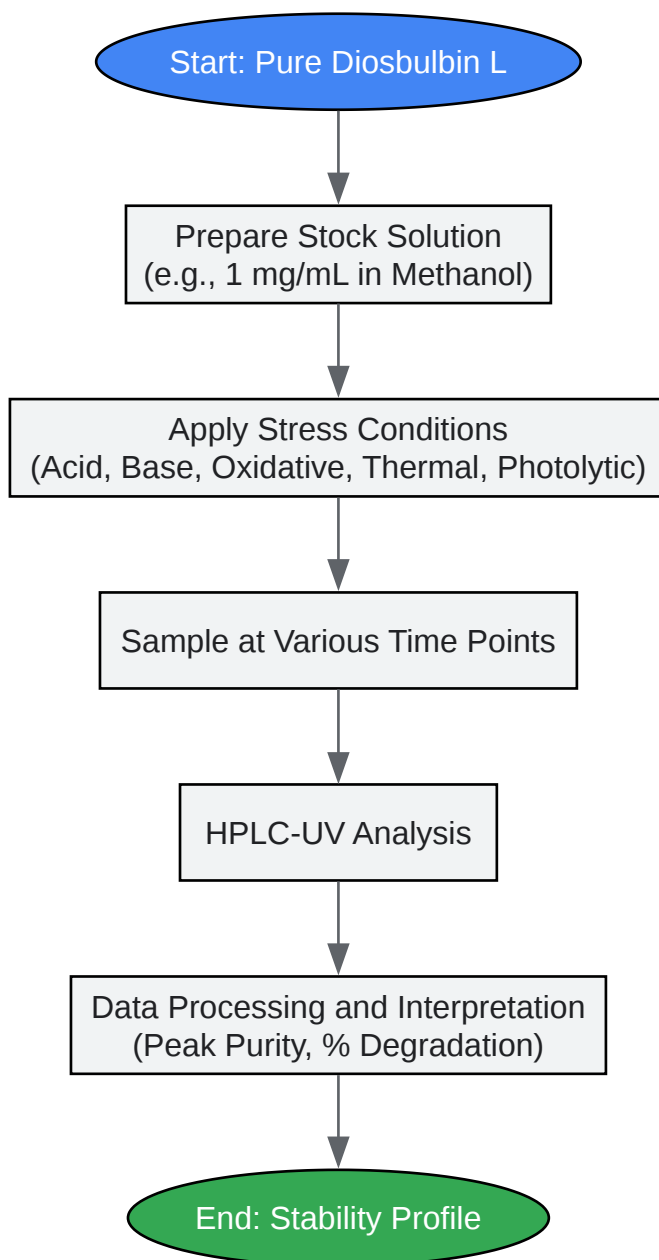 Start: Pure Diosbulbin L
Prepare Stock Solution
(e.g., 1 mg/mL in Methanol)
Apply Stress Conditions
(Acid, Base, Oxidative, Thermal, Photolytic)
Sample at Various Time Points
HPLC-UV Analysis
Data Processing and Interpretation
(Peak Purity, % Degradation)
End: Stability Profile